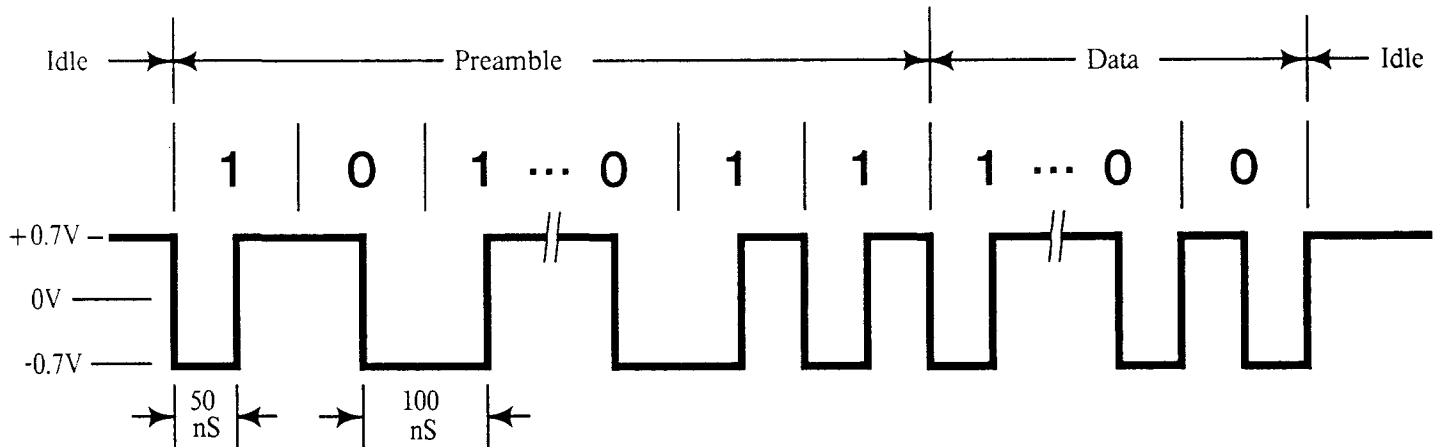 Idle Preamble Data Idle
1 0 1 ··· 0 1 1 1 ··· 0 0
+0.7V
0V
-0.7V
50 100
nS nS